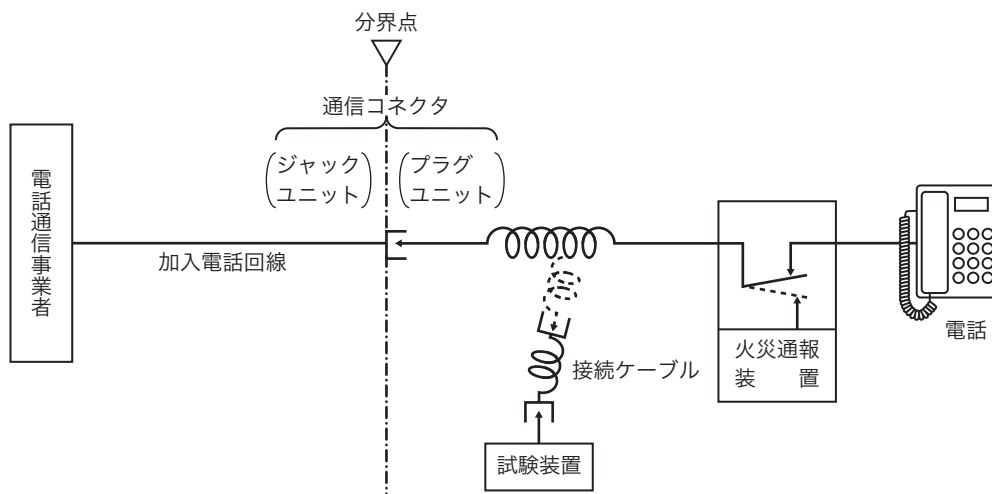 分界点
通信コネクタ
(ジャックユニット)
(プラグユニット)
電話通信事業者
加入電話回線
接続ケーブル
試験装置
火災通報
装　置
電話